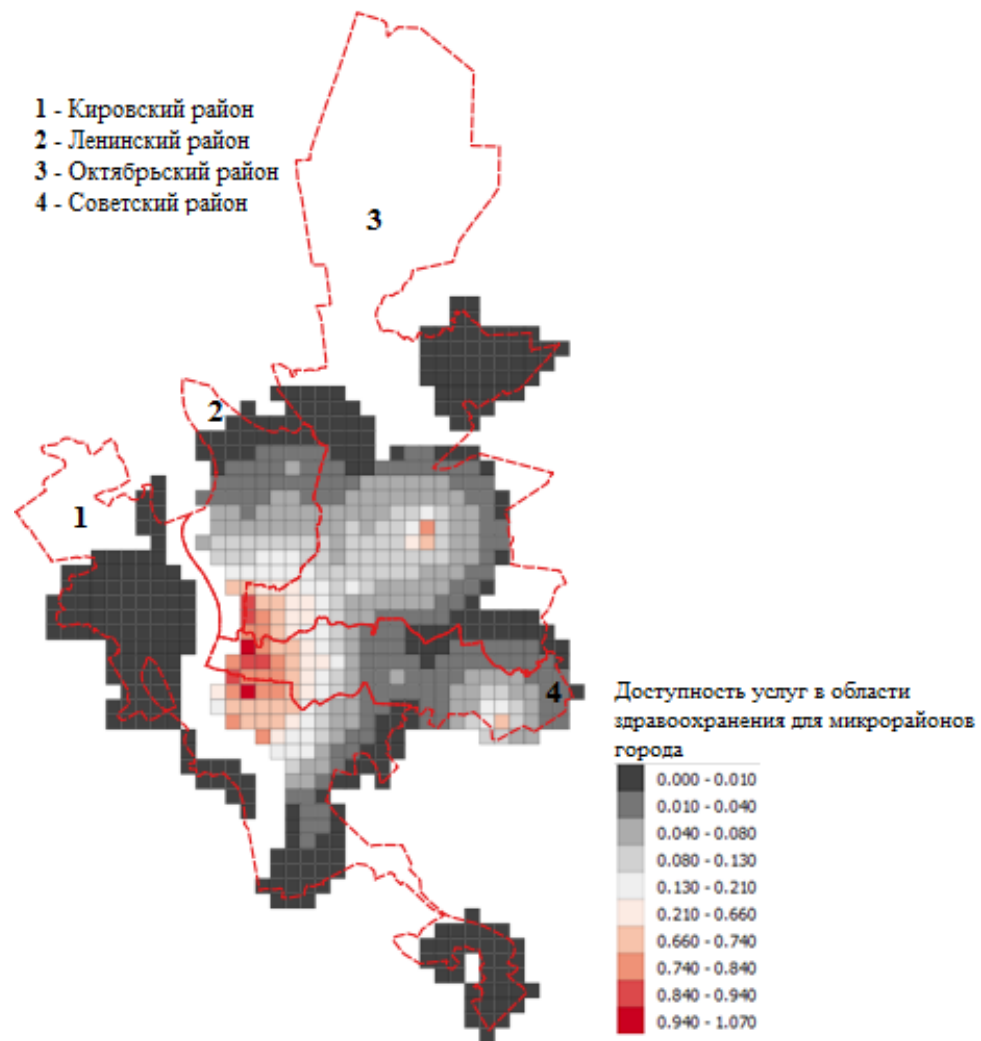 1 - Кировский район
2 - Ленинский район
3 - Октябрьский район
4 - Советский район
3
2
1
4
Доступность услуг в области
здравоохранения для микрорайонов
города
0.000 - 0.010
0.010 - 0.040
0.040 - 0.080
0.080 - 0.130
0.130 - 0.210
0.210 - 0.660
0.660 - 0.740
0.740 - 0.840
0.840 - 0.940
0.940 - 1.070